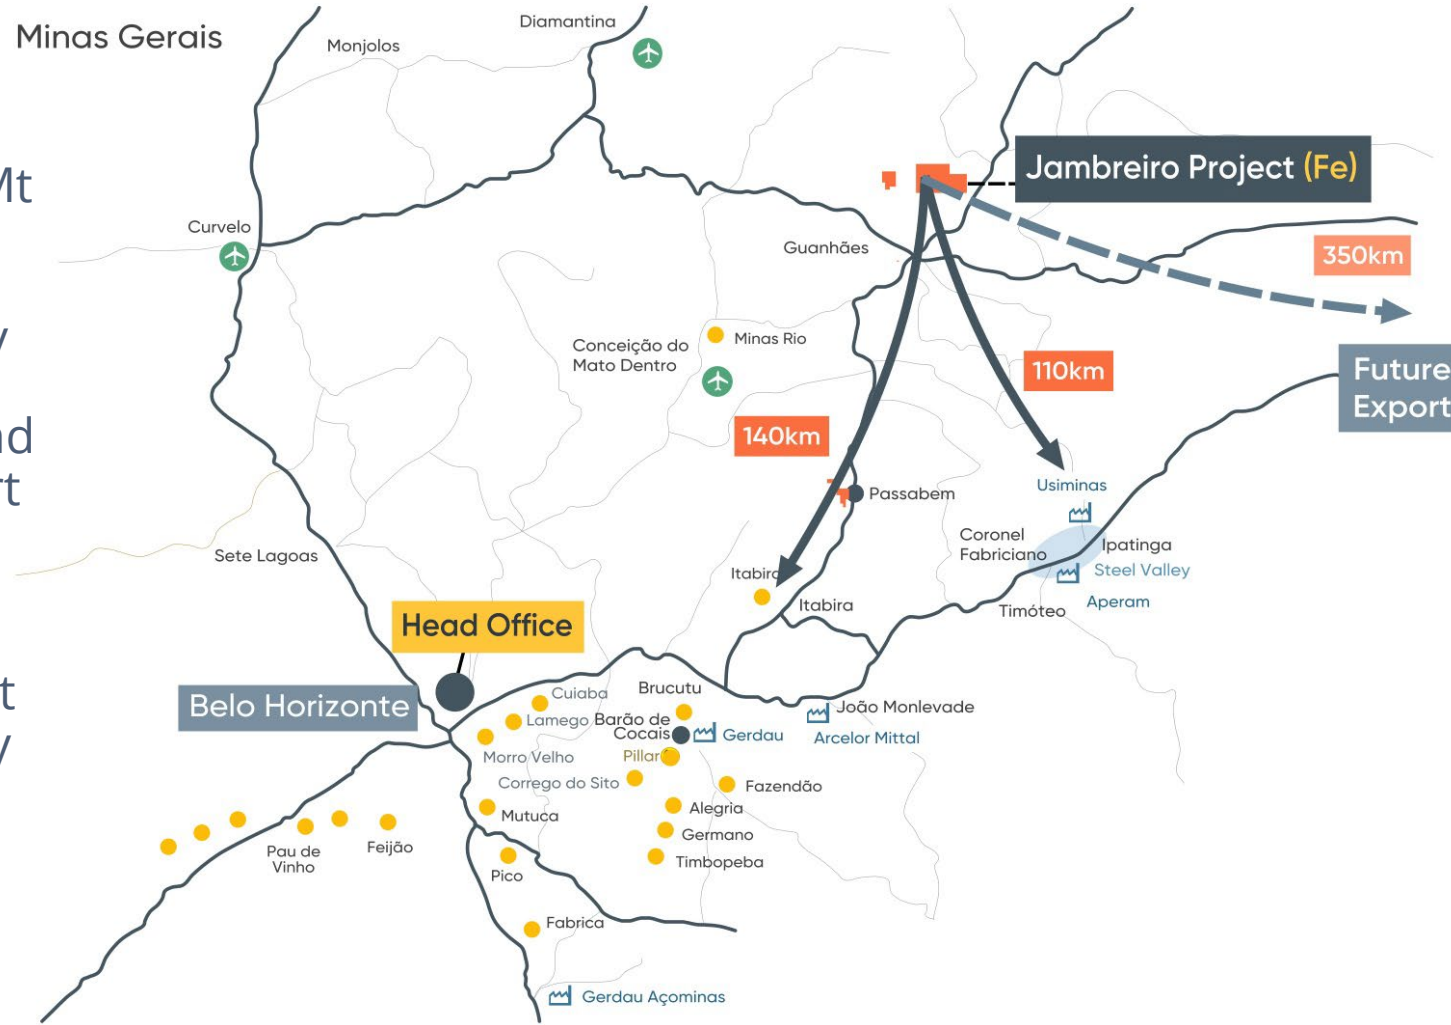 Minas Gerais
Diamantina
Monjolos
Mt
Jambreiro Project (Fe)
Curvelo
Guanhães
350km
y
Minas Rio
Conceição do
Mato Dentro
110km
Future
Export
nd
140km
rt
Usiminas
Passabem
Coronel
Fabriciano
Ipatinga
Sete Lagoas
Steel Valley
Itabira
Itabira
Aperam
Timóteo
Head Office
t
Belo Horizonte
Cuiaba
Brucutu
João Monlevade
Lamego
Barão de
Cocais
Gerdau
Arcelor Mittal
y
Morro Velho
Pillar
Corrego do Sito
Fazendão
Mutuca
Alegria
Germano
Pau de
Vinho
Feijão
Timbopeba
Pico
Fabrica
Gerdau Açominas